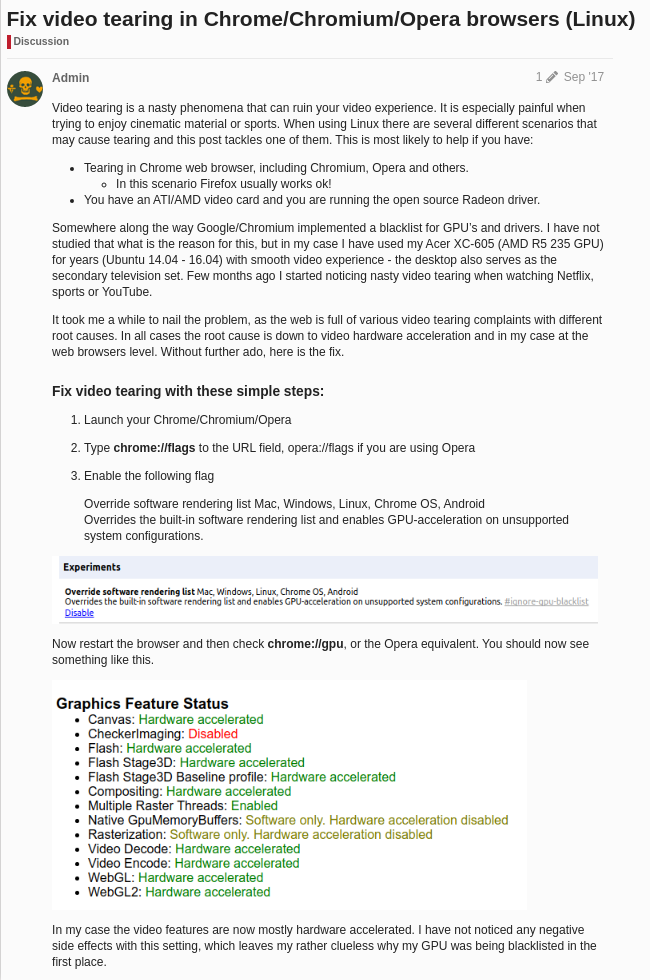 Fix video tearing in Chrome/Chromium/Opera browsers (Linux)
Discussion
Admin
1 Sep '17
Video tearing is a nasty phenomena that can ruin your video experience. It is especially painful when
trying to enjoy cinematic material or sports. When using Linux there are several different scenarios that
may cause tearing and this post tackles one of them. This is most likely to help if you have:
Tearing in Chrome web browser, including Chromium, Opera and others.
In this scenario Firefox usually works ok!
You have an ATI/AMD video card and you are running the open source Radeon driver.
Somewhere along the way Google/Chromium implemented a blacklist for GPU's and drivers. I have not
studied that what is the reason for this, but in my case I have used my Acer XC-605 (AMD R5 235 GPU)
for years (Ubuntu 14.04 - 16.04) with smooth video experience - the desktop also serves as the
secondary television set. Few months ago I started noticing nasty video tearing when watching Netflix,
sports or YouTube.
It took me a while to nail the problem, as the web is full of various video tearing complaints with different
root causes. In all cases the root cause is down to video hardware acceleration and in my case at the
web browsers level. Without further ado, here is the fix.
Fix video tearing with these simple steps:
1. Launch your Chrome/Chromium/Opera
2. Type chrome://flags to the URL field, opera://flags if you are using Opera
3. Enable the following flag
Override software rendering list Mac, Windows, Linux, Chrome OS, Android
Overrides the built-in software rendering list and enables GPU-acceleration on unsupported
system configurations.
Experiments
Override software rendering list Mac, Windows, Linux, Chrome OS, Android
Overrides the built-in software rendering list and enables GPU-acceleration on unsupported system configurations. #ignore-gpu-blacklist
Disable
Now restart the browser and then check chrome://gpu, or the Opera equivalent. You should now see
something like this.
Graphics Feature Status
Canvas: Hardware accelerated
CheckerImaging: Disabled
Flash: Hardware accelerated
Flash Stage3D: Hardware accelerated
Flash Stage3D Baseline profile: Hardware accelerated
Compositing: Hardware accelerated
Multiple Raster Threads: Enabled
Native GpuMemoryBuffers: Software only. Hardware acceleration disabled
Rasterization: Software only. Hardware acceleration disabled
Video Decode: Hardware accelerated
Video Encode: Hardware accelerated
WebGL: Hardware accelerated
WebGL2: Hardware accelerated
In my case the video features are now mostly hardware accelerated. I have not noticed any negative
side effects with this setting, which leaves my rather clueless why my GPU was being blacklisted in the
first place.